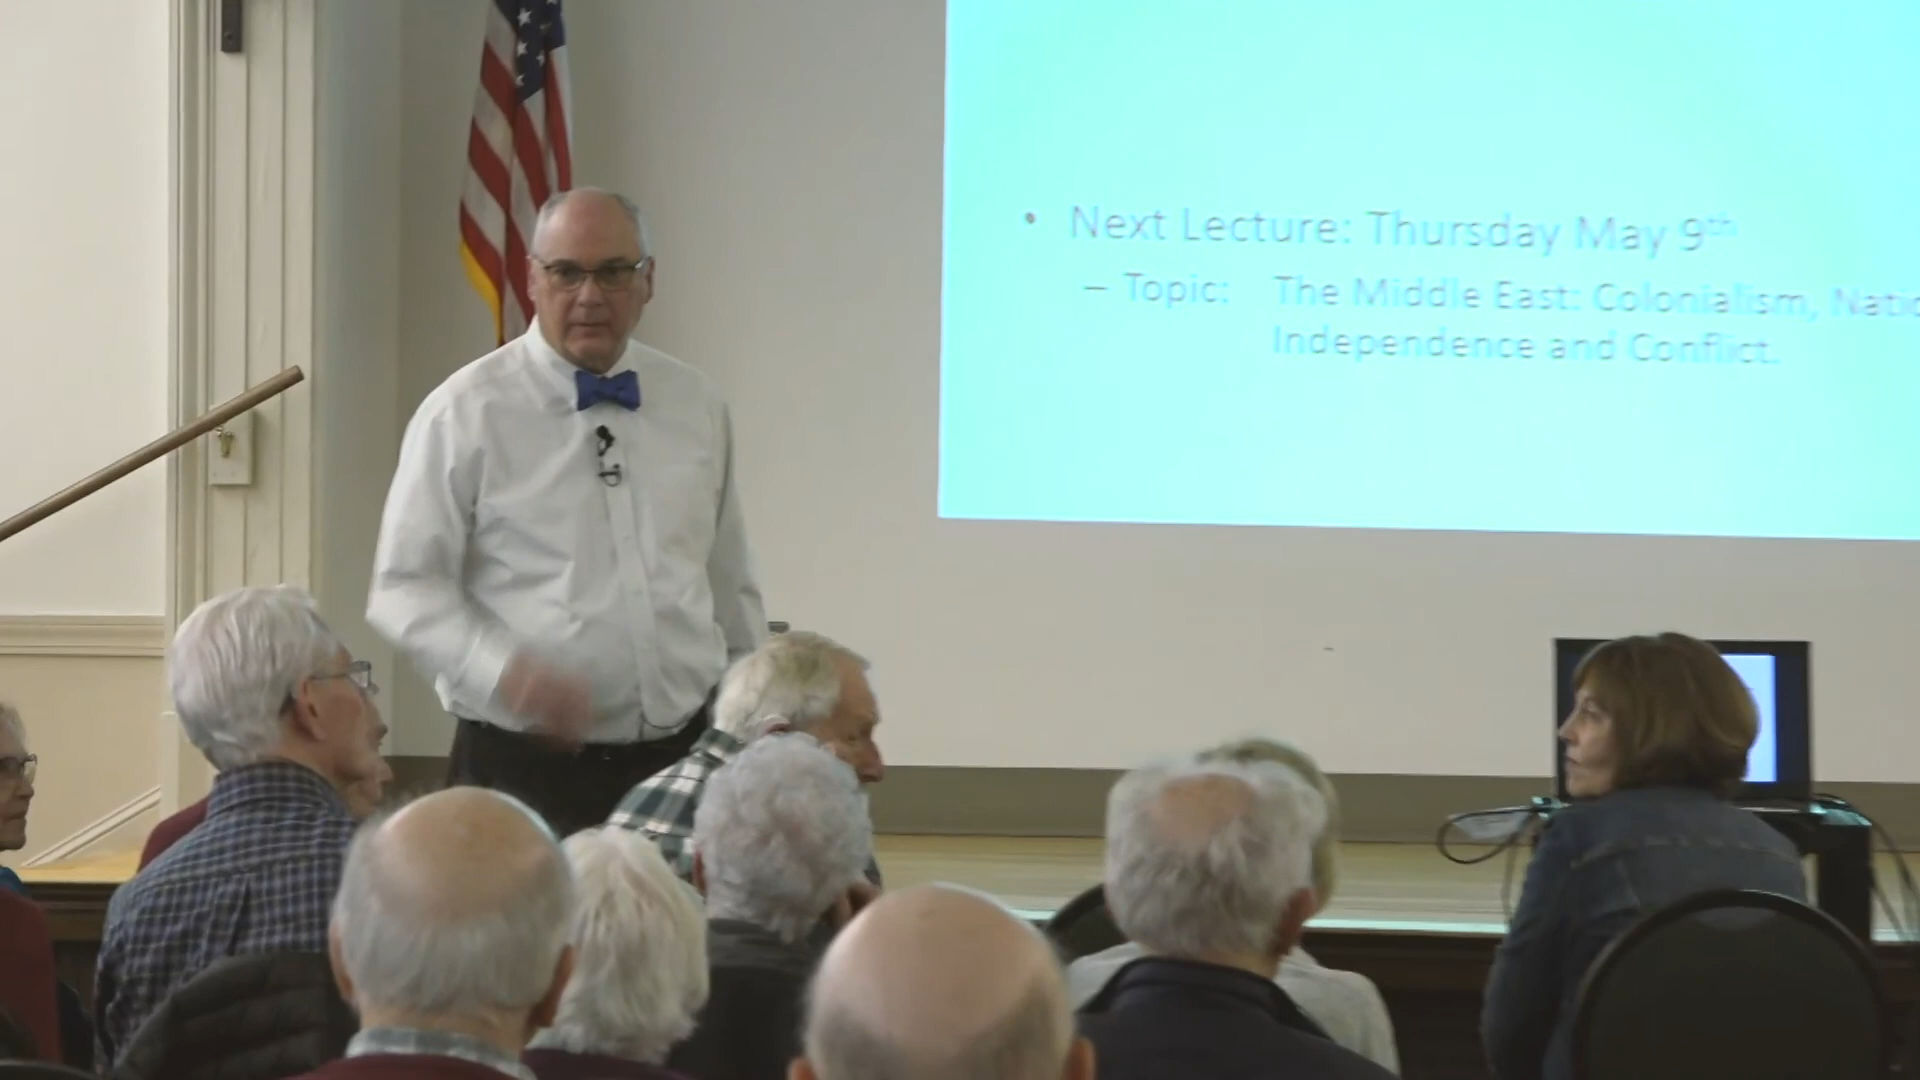 • Next Lecture: Thursday May 9th
– Topic: The Middle East: Colonialism,
Independence and Conflict.